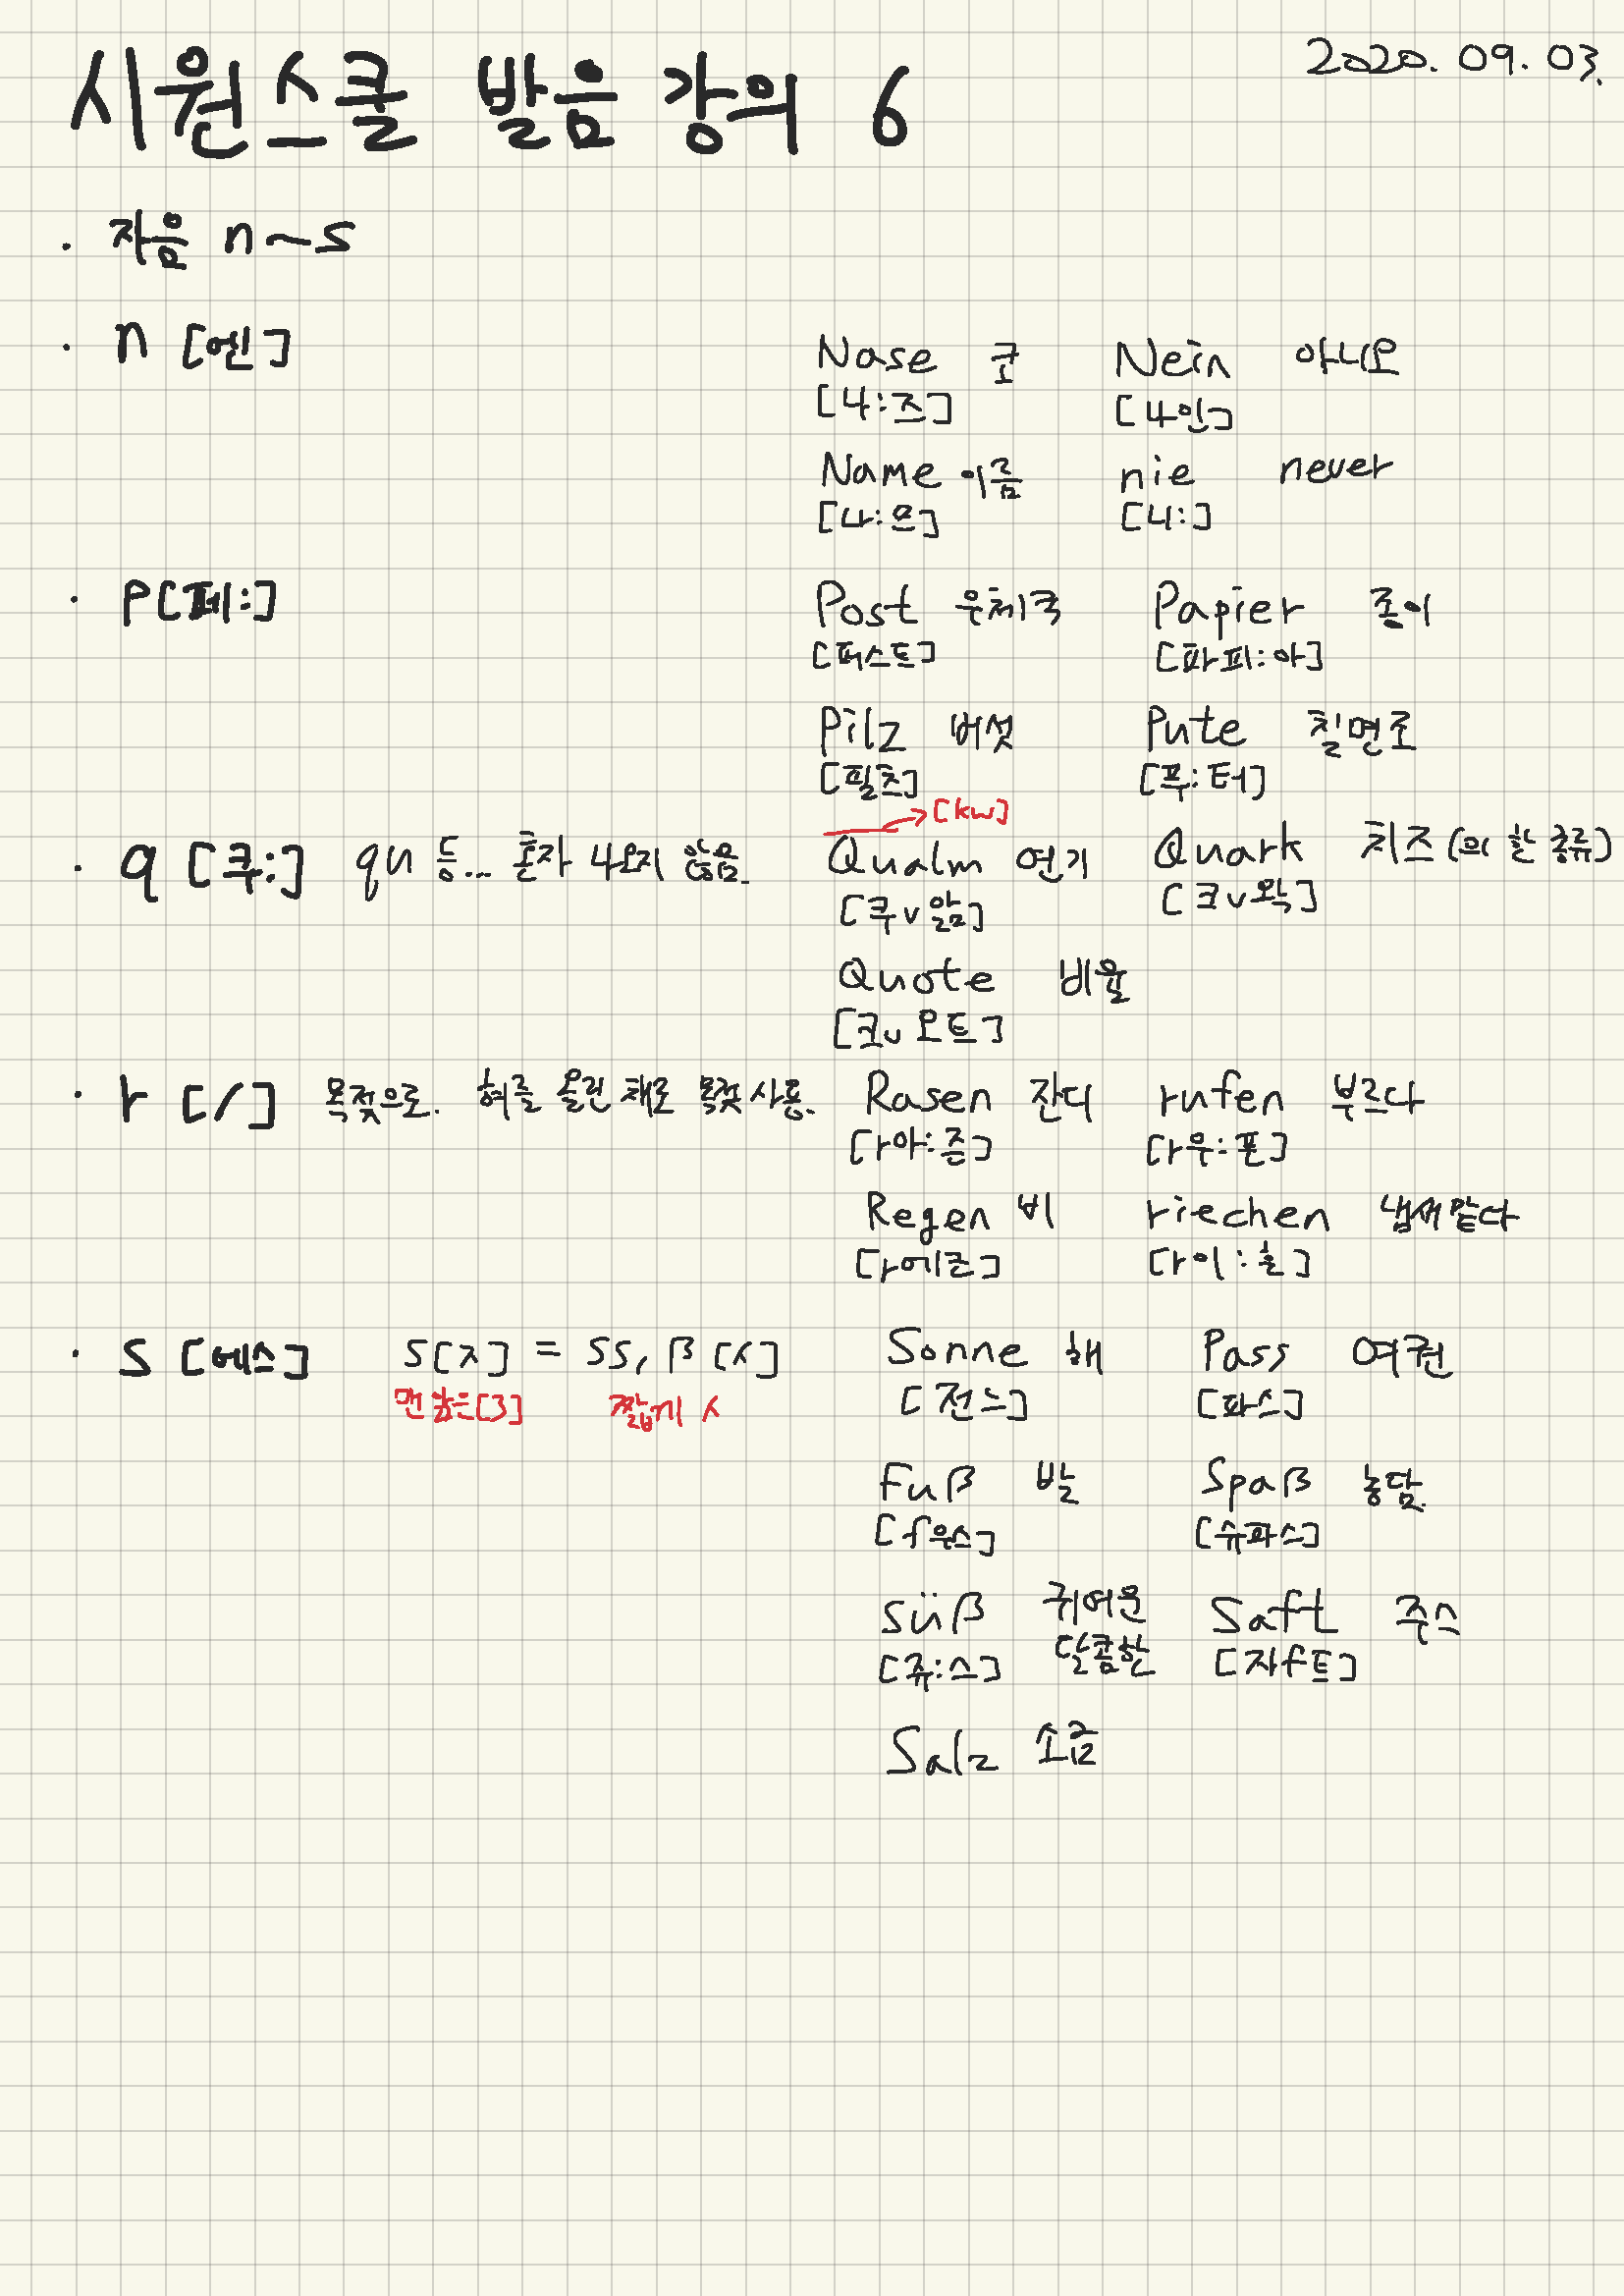 시원스쿨 발음 강의 6
2020. 09. 03.
· 자음 n~s
· n [엔]
Nase 코 Nein 아니오
[나:즈] [나인]
Name 이름 nie never
[나:믄] [니:]
· p [페:]
Post 우체국 Papier 종이
[퍼스트] [파피:아]
Pilz 버섯 Pute 칠면조
[필츠] [푸:터]
→ [kw]
· q [쿠:] qu 등... 혼자 나오지 않음. Qualm 연기 Quark 치즈 (의 한 종류)
[쿠v앎] [크v왁]
Quote 비율
[크v오트]
· r [/] 목젖으로. 혀를 올린 채로 목젖 사용. Rasen 잔디 rufen 부르다
[r아:즌] [r우:픈]
Regen 비 riechen 냄새맡다
[r에근] [r이:흔]
· s [에스] s[ㅈ] = ss, ß [ㅅ] Sonne 해 Pass 여권
맨 앞은 [z] 짧게 ㅅ [전느] [파스]
Fuß 발 Spaß 농담.
[f우스] [슈파스]
süß 귀여운 Saft 주스
달콤한
[쥬:스] [자f트]
Salz 소금